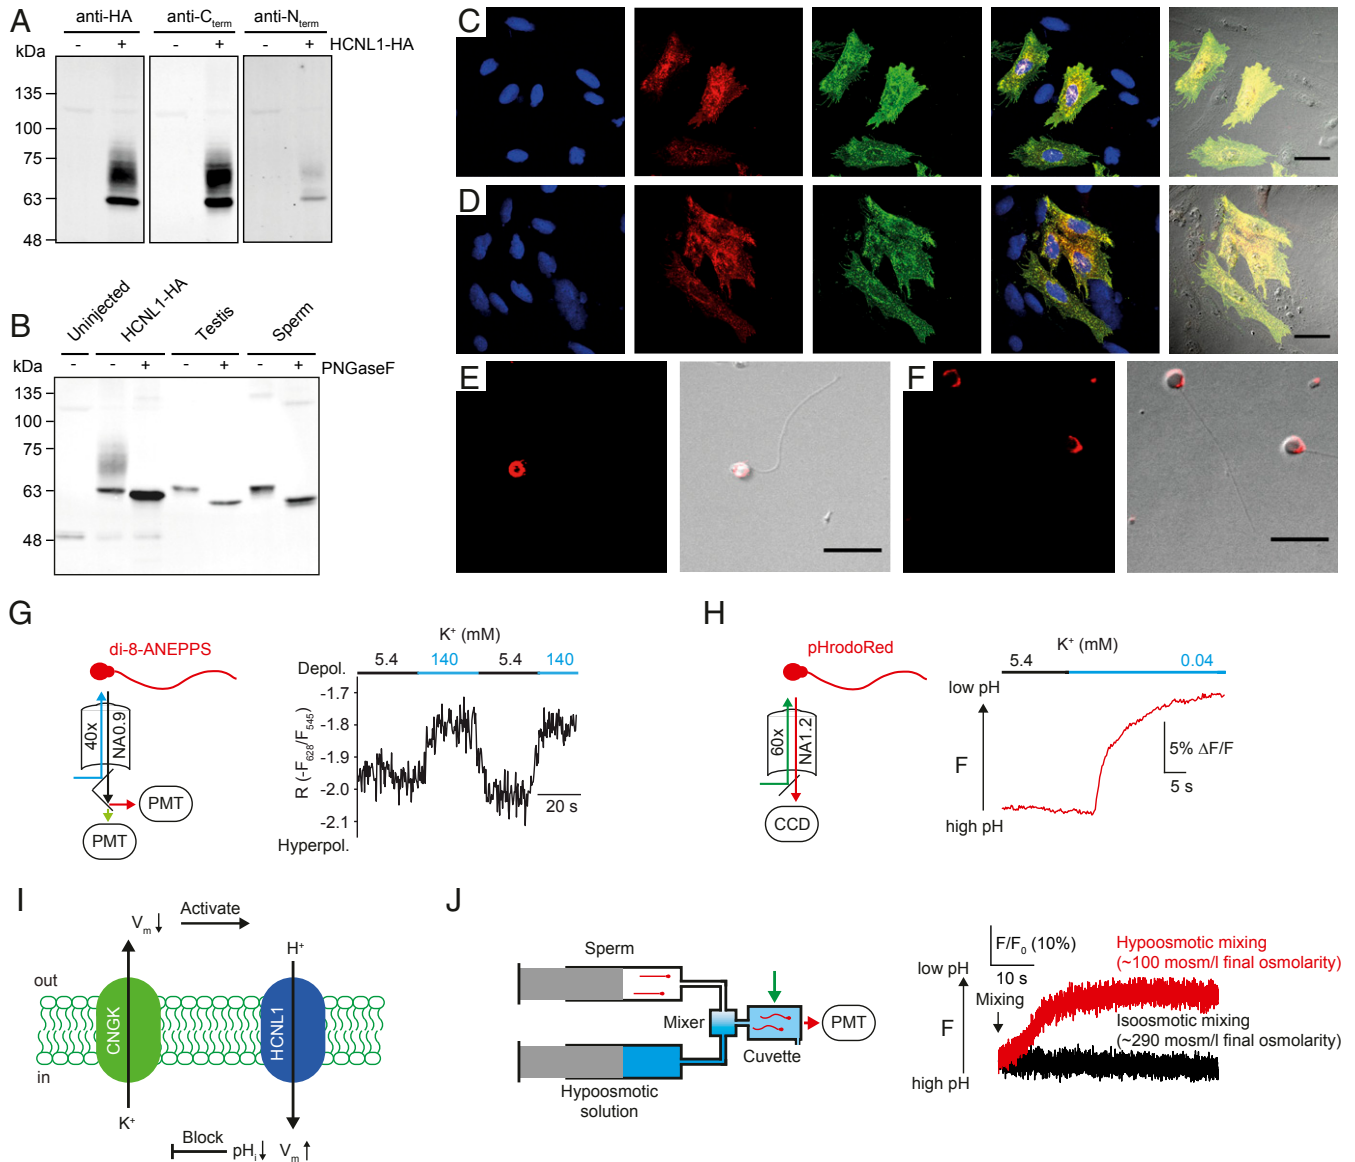 A
anti-HA anti-Cterm anti-Nterm
- + - + - + HCNL1-HA
kDa
135
100
75
63
48
B
Uninjected HCNL1-HA Testis Sperm
kDa - - + - + - + PNGaseF
135
100
75
63
48
C
D
E
F
G
di-8-ANEPPS
40x
NA0.9
PMT
PMT
K+ (mM)
Depol. 5.4 140 5.4 140
R (-F628/F545)
-1.7
-1.8
-1.9
-2.0
-2.1
20 s
Hyperpol.
H
pHrodoRed
60x
NA1.2
CCD
K+ (mM)
5.4 0.04
low pH
F
high pH
5% ΔF/F
5 s
I
Vm↓ Activate
H+
out
CNGK
HCNL1
in
K+
Block pHi↓ Vm↑
J
Sperm
Mixer
PMT
Cuvette
Hypoosmotic
solution
F/F0 (10%)
10 s
low pH
Mixing
F
high pH
Hypoosmotic mixing
(~100 mosm/l final osmolarity)
Isoosmotic mixing
(~290 mosm/l final osmolarity)